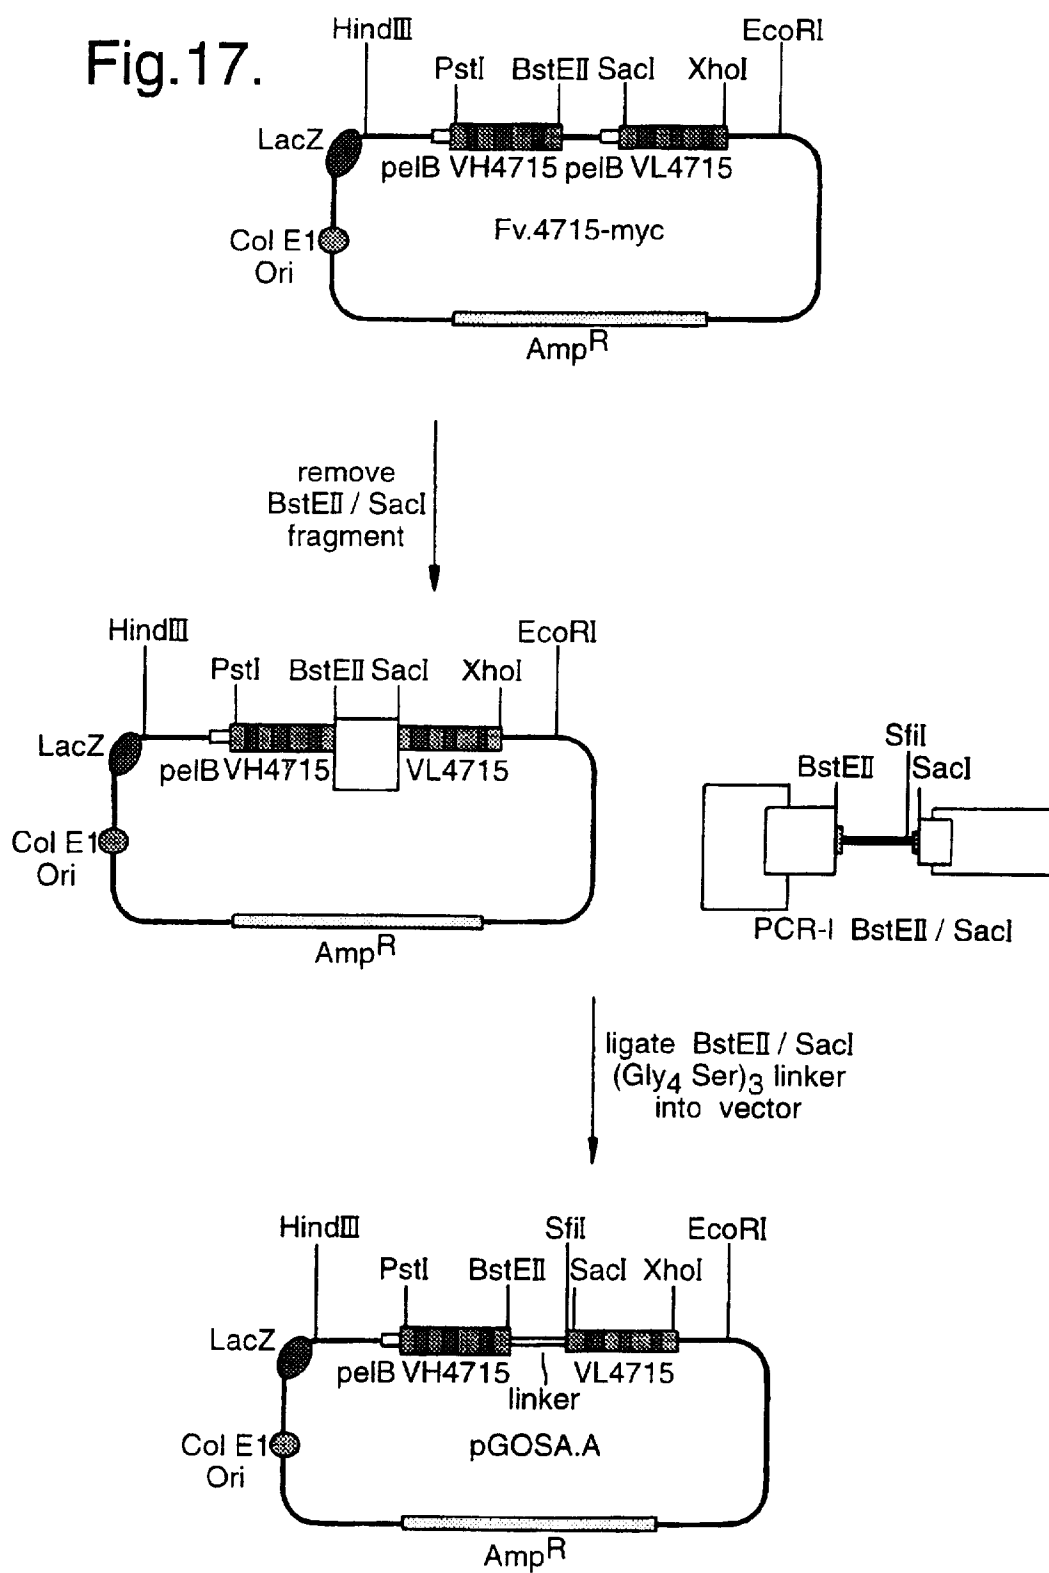 Fig.17.
HindIII
EcoRI
PstI BstEII SacI XhoI
LacZ
pelB VH4715 pelB VL4715
Col E1
Ori
Fv.4715-myc
AmpR
remove
BstEII / SacI
fragment
HindIII
EcoRI
PstI BstEII SacI XhoI
LacZ
pelB VH4715 VL4715
Col E1
Ori
AmpR
SfiI
BstEII SacI
PCR-I BstEII / SacI
ligate BstEII / SacI
(Gly4 Ser)3 linker
into vector
HindIII SfiI EcoRI
PstI BstEII SacI XhoI
LacZ
pelB VH4715 VL4715
linker
Col E1
Ori
pGOSA.A
AmpR